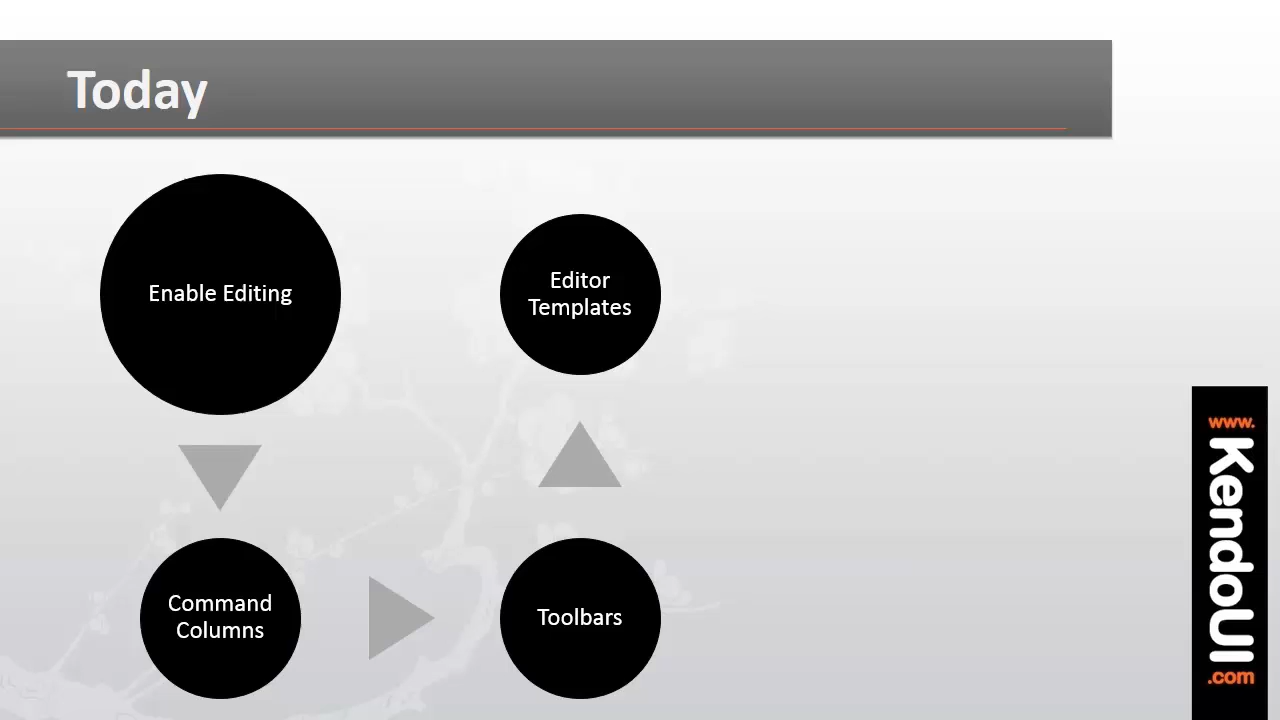 Today
Enable Editing
Command
Columns
Toolbars
Editor
Templates
www.
KendoUI
.com